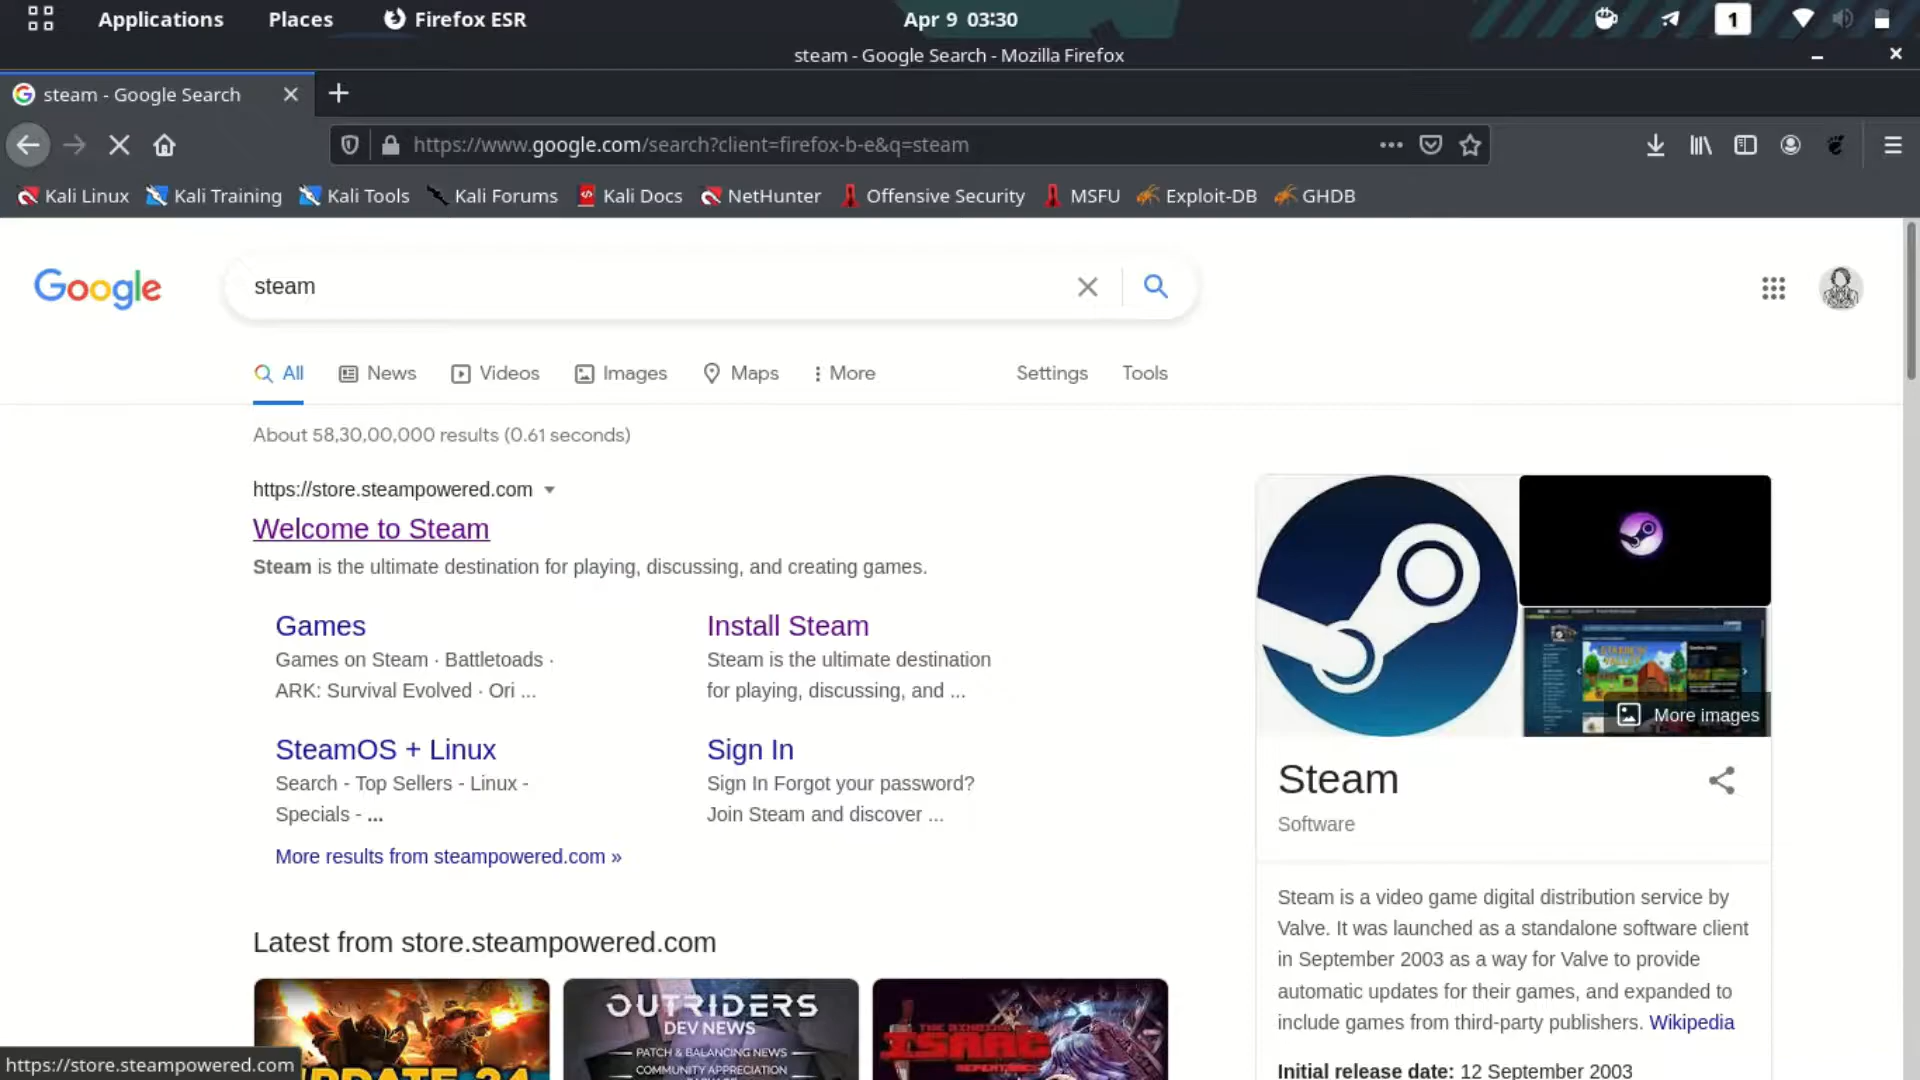 Applications Places Firefox ESR Apr 9 03:30 1
steam - Google Search - Mozilla Firefox
steam - Google Search
https://www.google.com/search?client=firefox-b-e&q=steam
Kali Linux Kali Training Kali Tools Kali Forums Kali Docs NetHunter Offensive Security MSFU Exploit-DB GHDB
Google steam
All News Videos Images Maps More Settings Tools
About 58,30,00,000 results (0.61 seconds)
https://store.steampowered.com
Welcome to Steam
Steam is the ultimate destination for playing, discussing, and creating games.
Games
Games on Steam · Battletoads ·
ARK: Survival Evolved · Ori ...
Install Steam
Steam is the ultimate destination
for playing, discussing, and ...
SteamOS + Linux
Search - Top Sellers - Linux -
Specials - ...
Sign In
Sign In Forgot your password?
Join Steam and discover ...
More results from steampowered.com »
Latest from store.steampowered.com
OUTRIDERS
DEV NEWS
PATCH & BALANCING NEWS
COMMUNITY APPRECIATION
THE BINDING
ISAAC
REPENTANCE
More images
Steam
Software
Steam is a video game digital distribution service by
Valve. It was launched as a standalone software client
in September 2003 as a way for Valve to provide
automatic updates for their games, and expanded to
include games from third-party publishers. Wikipedia
Initial release date: 12 September 2003
https://store.steampowered.com